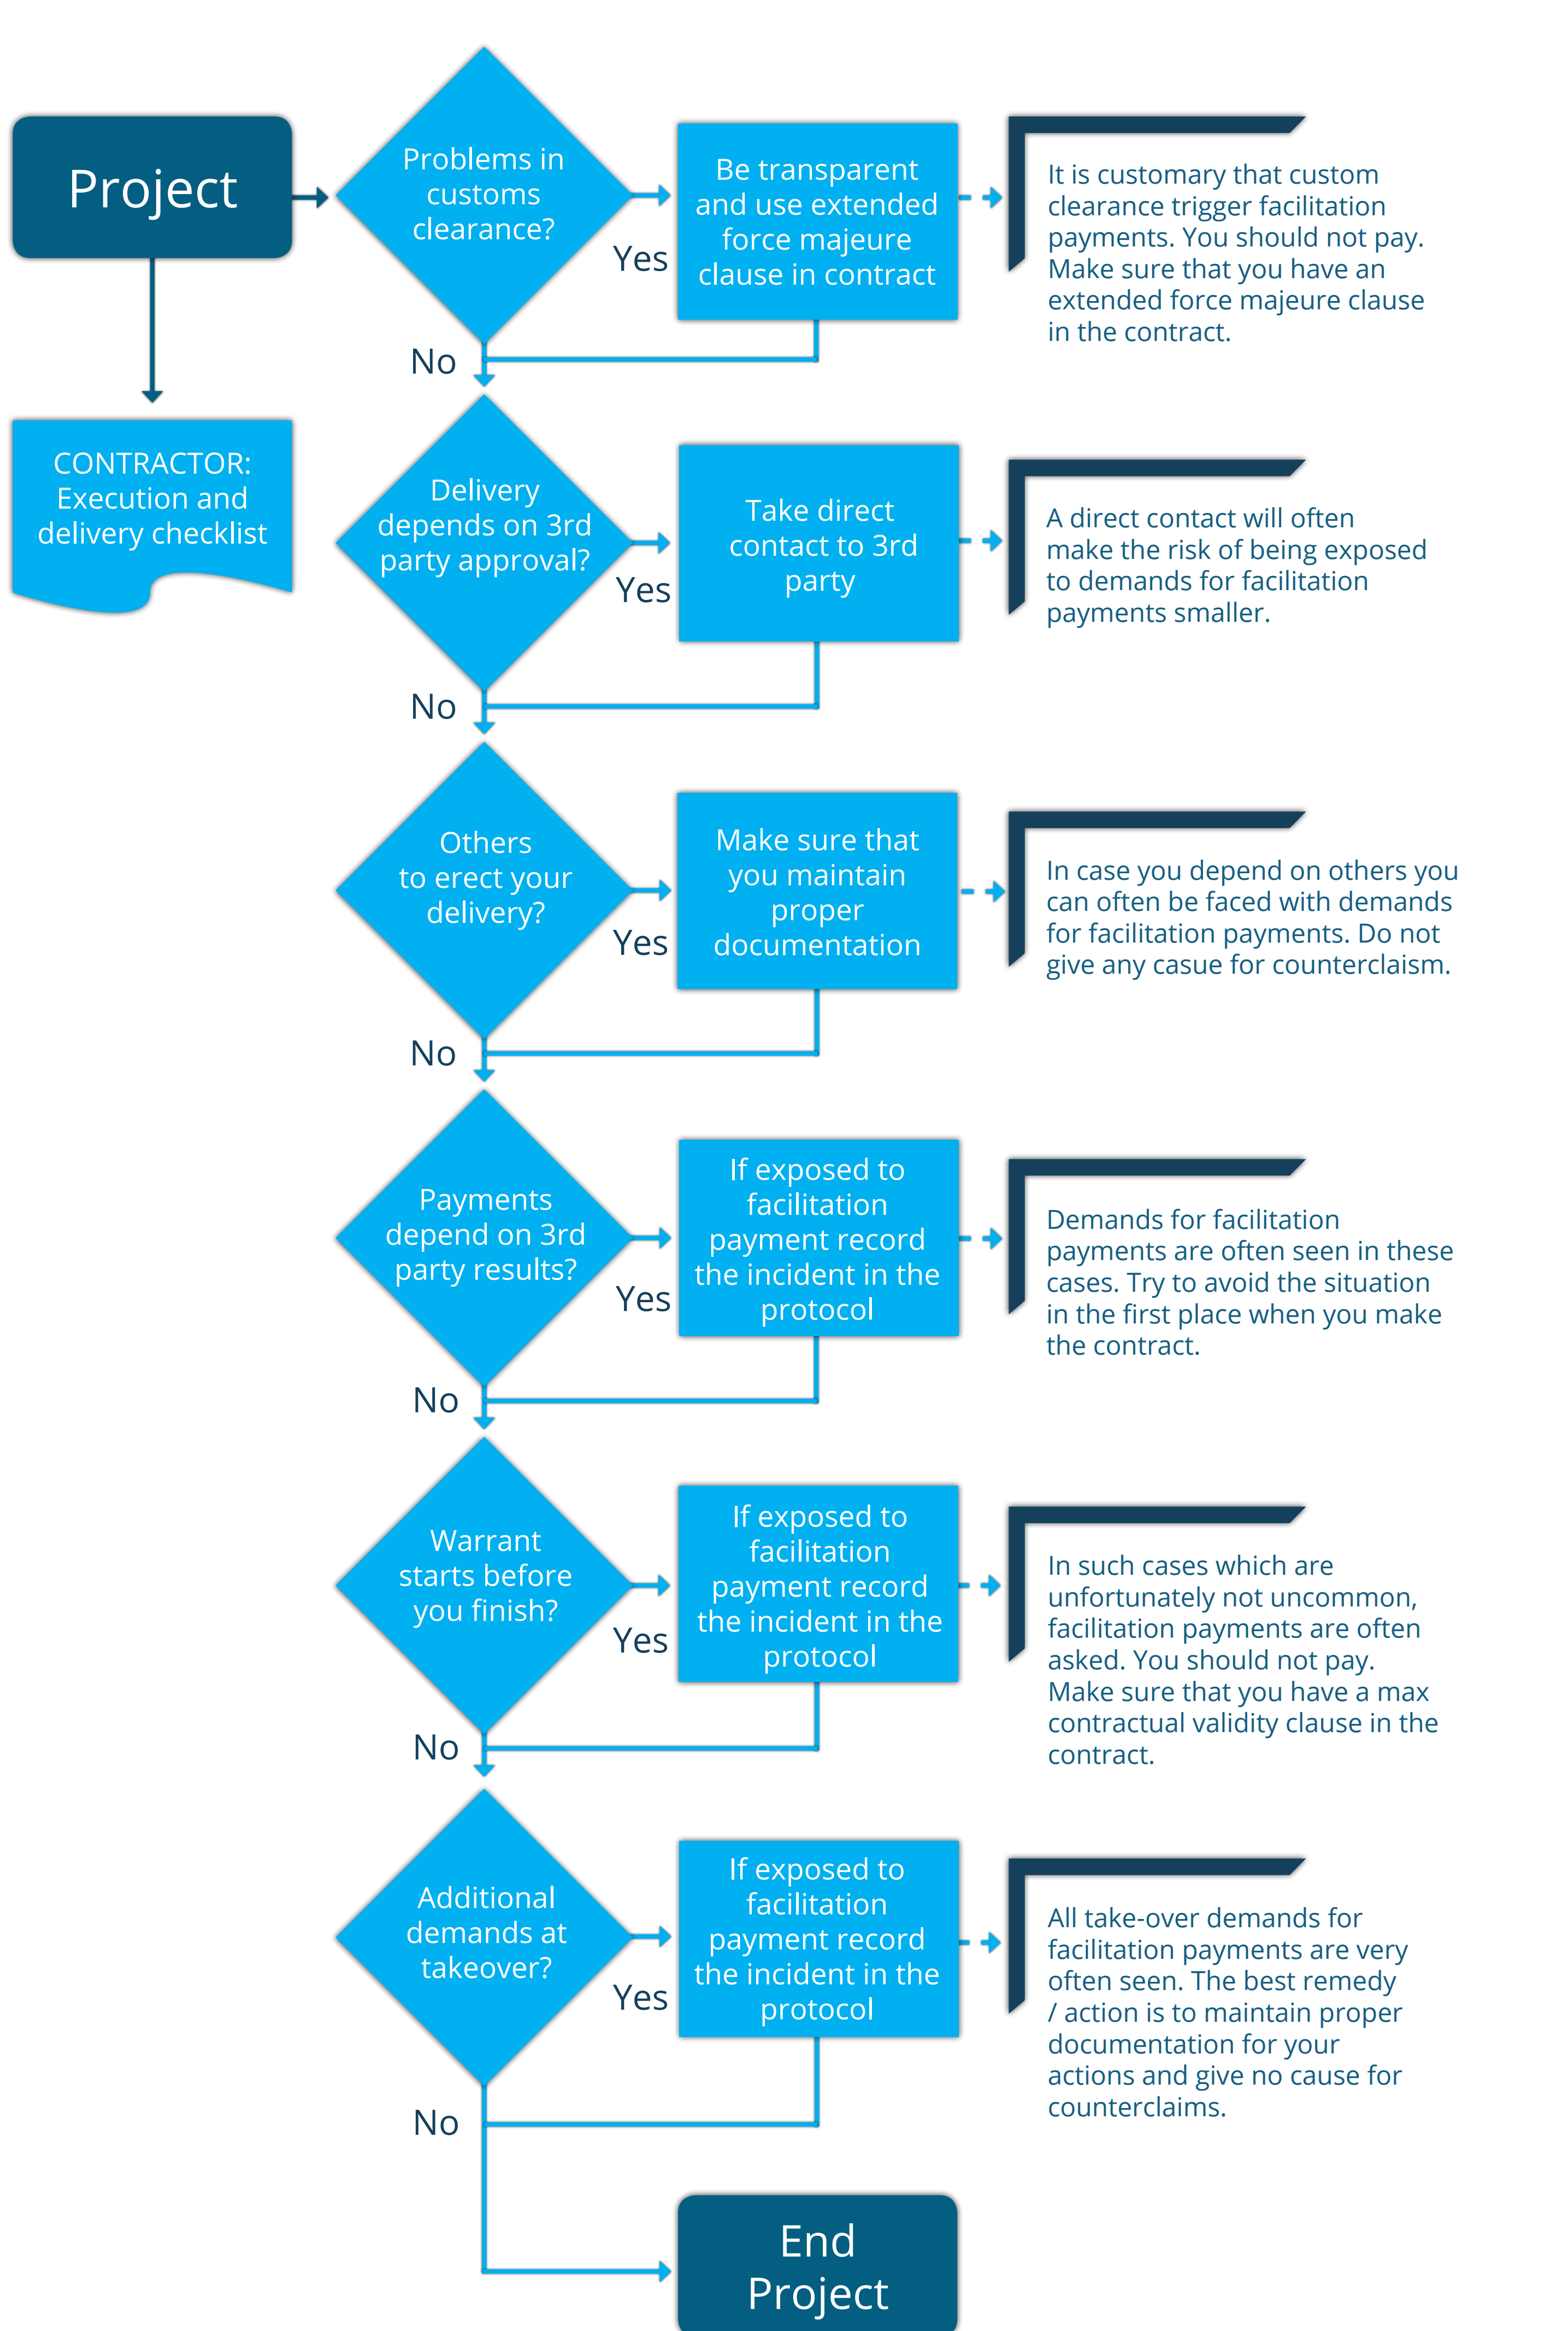 Project
Problems in
customs
clearance?
Yes
Be transparent
and use extended
force majeure
clause in contract
It is customary that custom
clearance trigger facilitation
payments. You should not pay.
Make sure that you have an
extended force majeure clause
in the contract.
No
CONTRACTOR:
Execution and
delivery checklist
Delivery
depends on 3rd
party approval?
Yes
Take direct
contact to 3rd
party
A direct contact will often
make the risk of being exposed
to demands for facilitation
payments smaller.
No
Others
to erect your
delivery?
Yes
Make sure that
you maintain
proper
documentation
In case you depend on others you
can often be faced with demands
for facilitation payments. Do not
give any casue for counterclaism.
No
Payments
depend on 3rd
party results?
Yes
If exposed to
facilitation
payment record
the incident in the
protocol
Demands for facilitation
payments are often seen in these
cases. Try to avoid the situation
in the first place when you make
the contract.
No
Warrant
starts before
you finish?
Yes
If exposed to
facilitation
payment record
the incident in the
protocol
In such cases which are
unfortunately not uncommon,
facilitation payments are often
asked. You should not pay.
Make sure that you have a max
contractual validity clause in the
contract.
No
Additional
demands at
takeover?
Yes
If exposed to
facilitation
payment record
the incident in the
protocol
All take-over demands for
facilitation payments are very
often seen. The best remedy
/ action is to maintain proper
documentation for your
actions and give no cause for
counterclaims.
No
End
Project